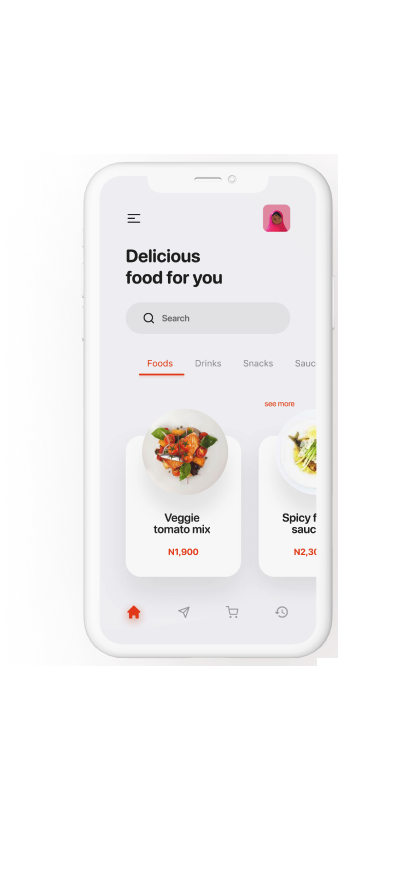 Delicious
food for you
Search
Foods Drinks Snacks Sauc
see more
Veggie
tomato mix
N1,900
Spicy f
sauc
N2,30